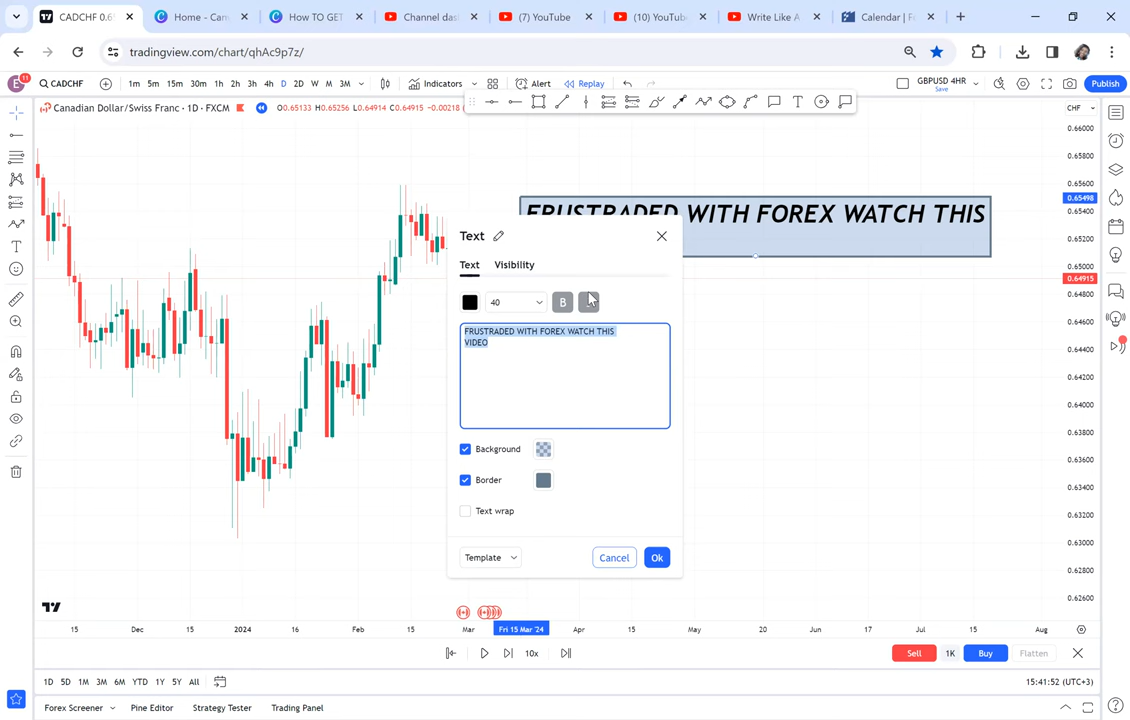 CADCHF 0.65
Home - Can
How TO GET
Channel das
(7) YouTube
(10) YouTube
Write Like A
Calendar | F
tradingview.com/chart/qhAc9p7z/
E
11
CADCHF
1m 5m 15m 30m 1h 2h 3h 4h D 2D W M 3M
Indicators
Alert
Replay
GBPUSD 4HR
Save
Publish
Canadian Dollar/Swiss Franc · 1D · FXCM
O0.65133 H0.65256 L0.64914 C0.64915 -0.00218
CHF
0.66000
0.65800
0.65600
0.65498
0.65400
0.65200
0.64915
0.64800
0.64600
0.64400
0.64200
0.64000
0.63800
0.63600
0.63400
0.63200
0.63000
0.62800
0.62600
FRUSTRADED WITH FOREX WATCH THIS
Text
Text Visibility
40
B
FRUSTRADED WITH FOREX WATCH THIS
VIDEO
Background
Border
Text wrap
Template
Cancel
Ok
15 Dec 15 2024 16 Feb 15 Mar Fri 15 Mar '24 Apr 15 May 20 Jun 17 Jul 15 Aug
10x
Sell
1K
Buy
Flatten
1D 5D 1M 3M 6M YTD 1Y 5Y All
15:41:52 (UTC+3)
Forex Screener
Pine Editor
Strategy Tester
Trading Panel